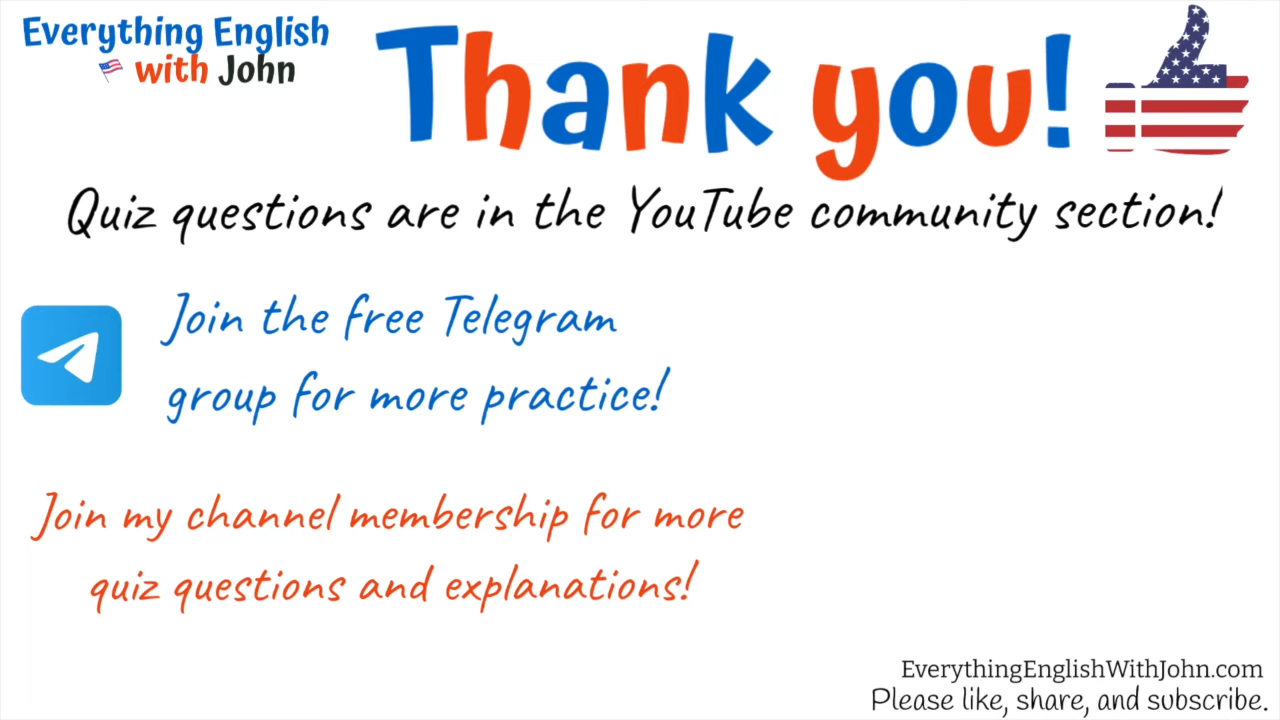 Everything English
with John
Thank you!
Quiz questions are in the YouTube community section!
Join the free Telegram
group for more practice!
Join my channel membership for more
quiz questions and explanations!
EverythingEnglishWithJohn.com
Please like, share, and subscribe.